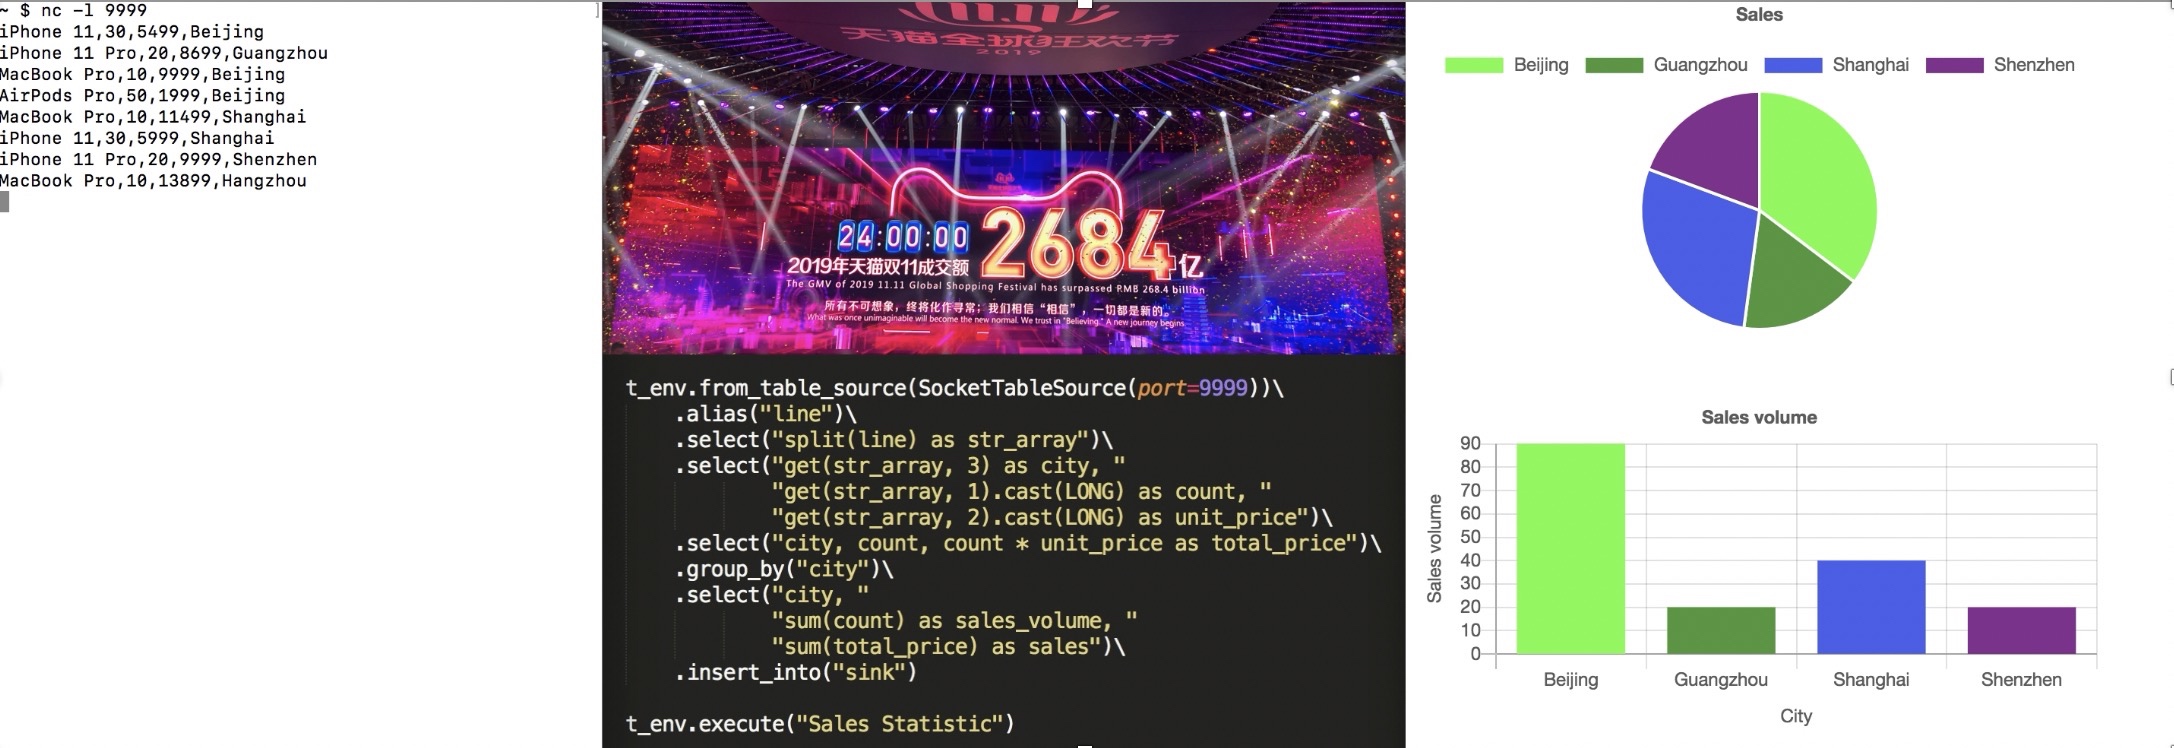 ~ $ nc -l 9999
iPhone 11,30,5499,Beijing
iPhone 11 Pro,20,8699,Guangzhou
MacBook Pro,10,9999,Beijing
AirPods Pro,50,1999,Beijing
MacBook Pro,10,11499,Shanghai
iPhone 11,30,5999,Shanghai
iPhone 11 Pro,20,9999,Shenzhen
MacBook Pro,10,13899,Hangzhou
天猫全球狂欢节
2019
24:00:00 2684亿
2019年天猫双11成交额
The GMV of 2019 11.11 Global Shopping Festival has surpassed RMB 268.4 billion
所有不可想象，终将化作寻常；我们相信“相信”，一切都是新的。
What was once unimaginable will become the new normal. We trust in "Believing." A new journey begins
t_env.from_table_source(SocketTableSource(port=9999))\
.alias("line")\
.select("split(line) as str_array")\
.select("get(str_array, 3) as city, "
"get(str_array, 1).cast(LONG) as count, "
"get(str_array, 2).cast(LONG) as unit_price")\
.select("city, count, count * unit_price as total_price")\
.group_by("city")\
.select("city, "
"sum(count) as sales_volume, "
"sum(total_price) as sales")\
.insert_into("sink")
t_env.execute("Sales Statistic")
Sales
Beijing Guangzhou Shanghai Shenzhen
Sales volume
90
80
70
60
50
40
30
20
10
0
Sales volume
Beijing Guangzhou Shanghai Shenzhen
City